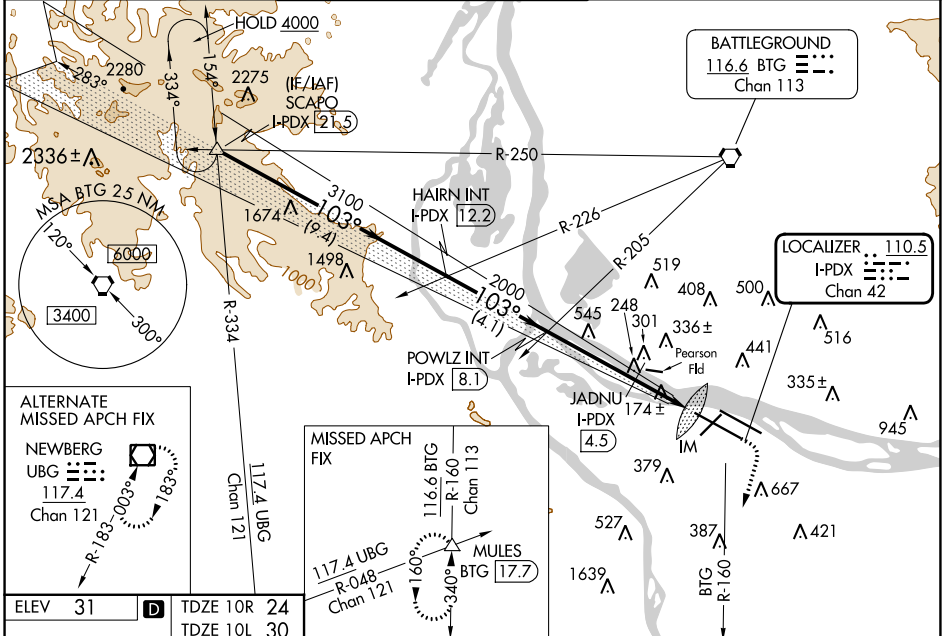 HOLD 4000
154°
334°
283°
2280
2275
(IF/IAF)
SCAPO
I-PDX 21.5
BATTLEGROUND
116.6 BTG
Chan 113
2336±
R-250
3100
103°
(9.4)
1674
HAIRN INT
I-PDX 12.2
R-226
R-205
MSA BTG 25 NM
120°
6000
3400
300°
1498
1000
R-334
2000
103°
(4.1)
LOCALIZER 110.5
I-PDX
Chan 42
519
408
500
545
248
301
336±
516
Pearson
Fld
441
POWLZ INT
I-PDX 8.1
JADNU
I-PDX
4.5
174±
335±
945
IM
ALTERNATE
MISSED APCH FIX
NEWBERG
UBG
117.4
Chan 121
R-183
003°
183°
117.4 UBG
Chan 121
MISSED APCH
FIX
116.6 BTG
R-160
Chan 113
117.4 UBG
R-048
Chan 121
160°
340°
MULES
BTG 17.7
379
667
527
387
421
1639
BTG
R-160
ELEV 31
D
TDZE 10R 24
TDZE 10L 30